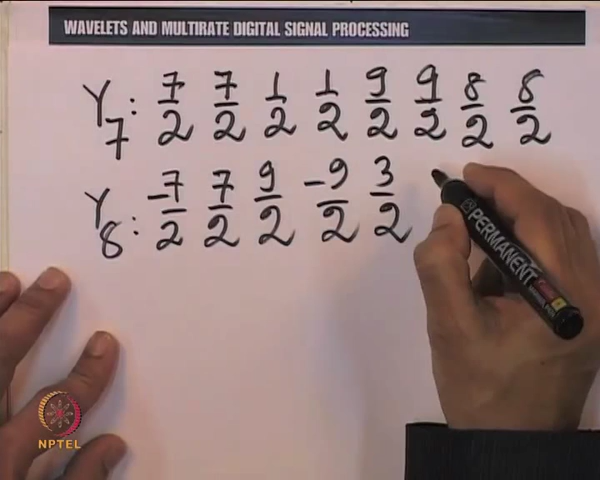 WAVELETS AND MULTIRATE DIGITAL SIGNAL PROCESSING
Y7: 7/2 7/2 1/2 1/2 9/2 9/2 8/2 8/2
Y8: -7/2 7/2 9/2 -9/2 3/2
PERMANENT
NPTEL